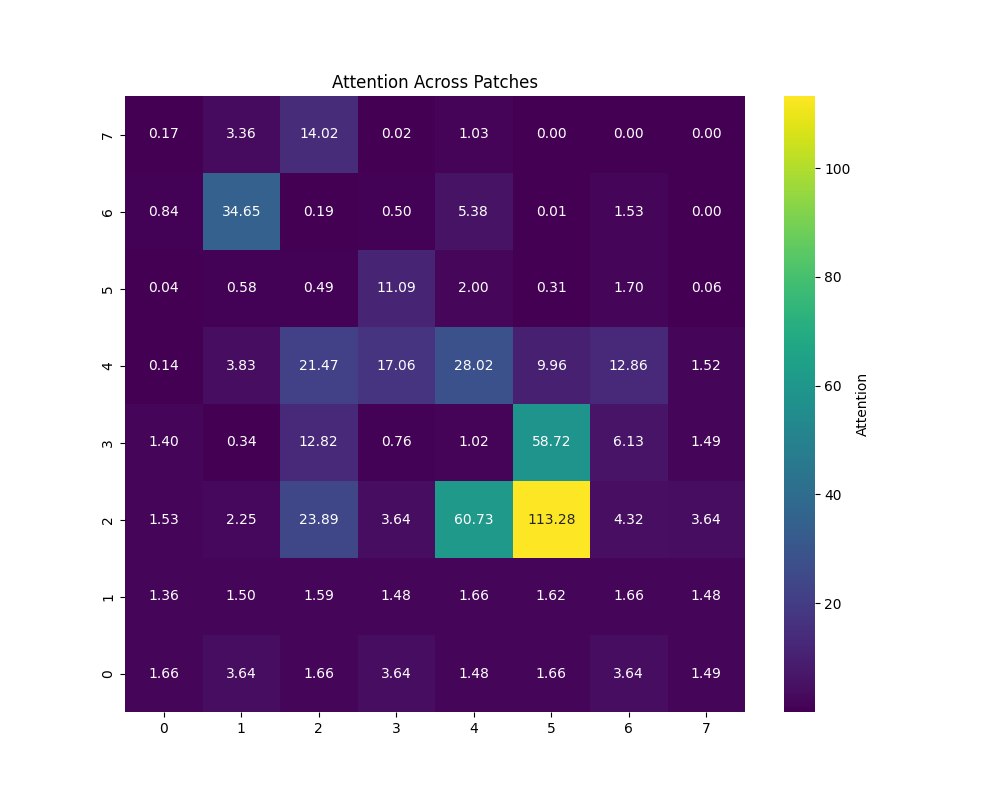 Attention Across Patches
7 0.17 3.36 14.02 0.02 1.03 0.00 0.00 0.00
6 0.84 34.65 0.19 0.50 5.38 0.01 1.53 0.00
5 0.04 0.58 0.49 11.09 2.00 0.31 1.70 0.06
4 0.14 3.83 21.47 17.06 28.02 9.96 12.86 1.52
3 1.40 0.34 12.82 0.76 1.02 58.72 6.13 1.49
2 1.53 2.25 23.89 3.64 60.73 113.28 4.32 3.64
1 1.36 1.50 1.59 1.48 1.66 1.62 1.66 1.48
0 1.66 3.64 1.66 3.64 1.48 1.66 3.64 1.49
0 1 2 3 4 5 6 7
100
80
60
40
20
Attention